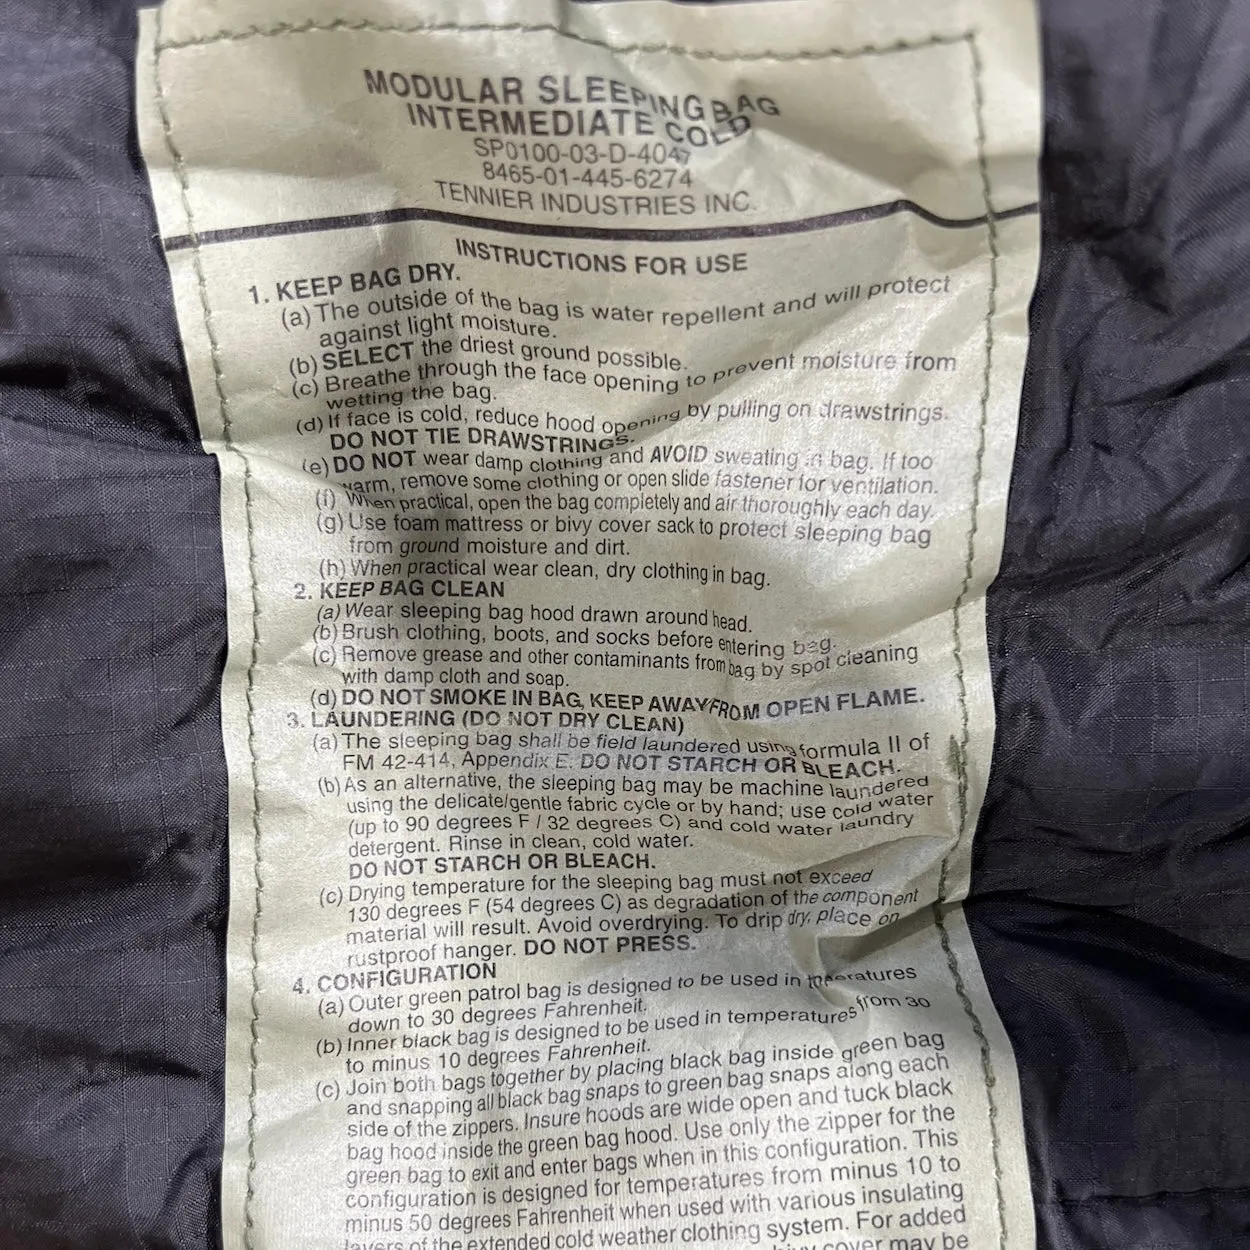 MODULAR SLEEPING BAG
INTERMEDIATE COLD
SP0100-03-D-4047
8465-01-445-6274
TENNIER INDUSTRIES INC.
INSTRUCTIONS FOR USE
1. KEEP BAG DRY.
(a) The outside of the bag is water repellent and will protect
against light moisture.
(b) SELECT the driest ground possible.
(c) Breathe through the face opening to prevent moisture from
wetting the bag.
(d) If face is cold, reduce hood opening by pulling on drawstrings.
DO NOT TIE DRAWSTRINGS.
(e) DO NOT wear damp clothing and AVOID sweating in bag. If too
warm, remove some clothing or open slide fastener for ventilation.
(f) When practical, open the bag completely and air thoroughly each day.
(g) Use foam mattress or bivy cover sack to protect sleeping bag
from ground moisture and dirt.
(h) When practical wear clean, dry clothing in bag.
2. KEEP BAG CLEAN
(a) Wear sleeping bag hood drawn around head.
(b) Brush clothing, boots, and socks before entering bag.
(c) Remove grease and other contaminants from bag by spot cleaning
with damp cloth and soap.
(d) DO NOT SMOKE IN BAG, KEEP AWAY FROM OPEN FLAME.
3. LAUNDERING (DO NOT DRY CLEAN)
(a) The sleeping bag shall be field laundered using formula II of
FM 42-414, Appendix E. DO NOT STARCH OR BLEACH.
(b) As an alternative, the sleeping bag may be machine laundered
using the delicate/gentle fabric cycle or by hand; use cold water
(up to 90 degrees F / 32 degrees C) and cold water laundry
detergent. Rinse in clean, cold water.
DO NOT STARCH OR BLEACH.
(c) Drying temperature for the sleeping bag must not exceed
130 degrees F (54 degrees C) as degradation of the component
material will result. Avoid overdrying. To drip dry, place on
rustproof hanger. DO NOT PRESS.
4. CONFIGURATION
(a) Outer green patrol bag is designed to be used in
down to 30 degrees Fahrenheit.
(b) Inner black bag is designed to be used in temperatures from 30
to minus 10 degrees Fahrenheit.
(c) Join both bags together by placing black bag inside green bag
and snapping all black bag snaps to green bag snaps along each
side of the zippers. Insure hoods are wide open and tuck black
bag hood inside the green bag hood. Use only the zipper for the
green bag to exit and enter bags when in this configuration. This
configuration is designed for temperatures from minus 10 to
minus 50 degrees Fahrenheit when used with various insulating
layers of the extended cold weather clothing system. For added
bivy cover may be